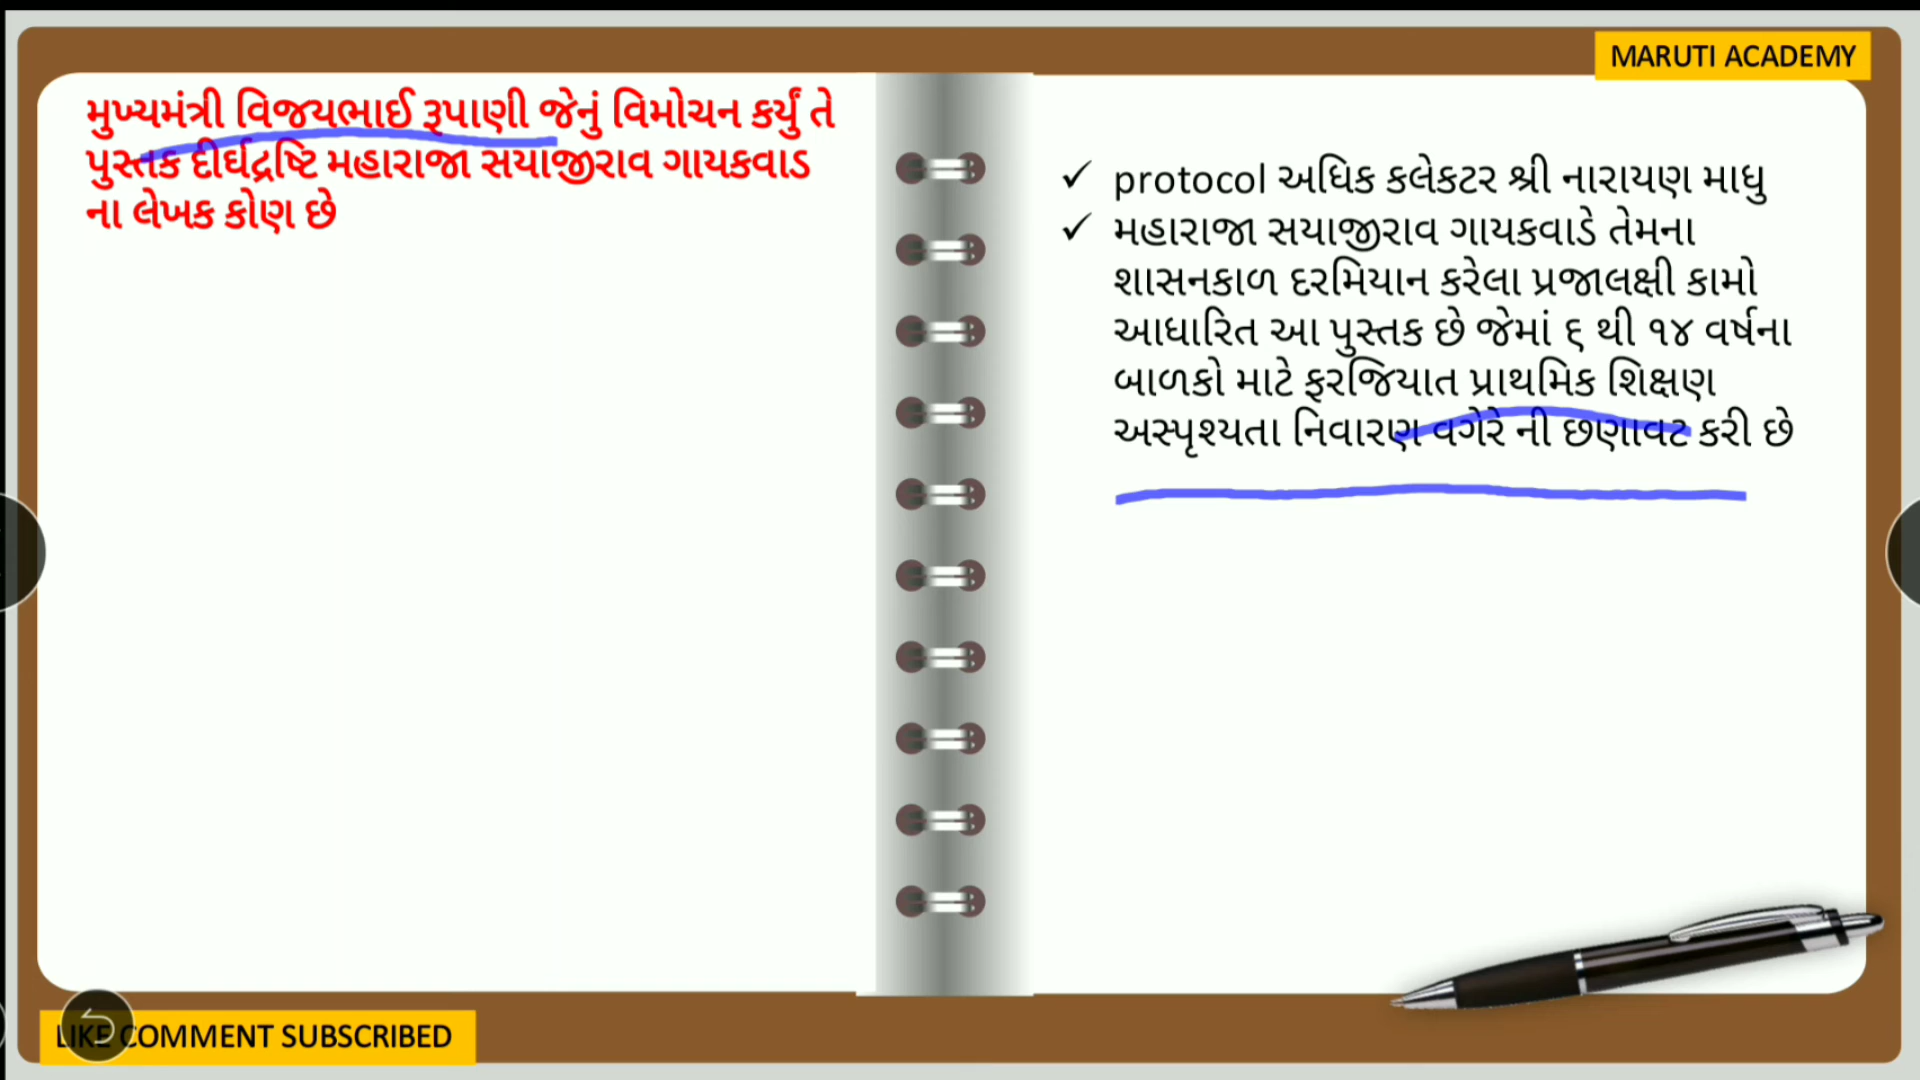 MARUTI ACADEMY
મુખ્યમંત્રી વિજયભાઈ રૂપાણી જેનું વિમોચન કર્યું તે
પુસ્તક દીર્ઘદ્રષ્ટિ મહારાજા સયાજીરાવ ગાયકવાડ
ના લેખક કોણ છે
✓ protocol અધિક કલેકટર શ્રી નારાયણ માધુ
✓ મહારાજા સયાજીરાવ ગાયકવાડે તેમના
શાસનકાળ દરમિયાન કરેલા પ્રજાલક્ષી કામો
આધારિત આ પુસ્તક છે જેમાં ૬ થી ૧૪ વર્ષના
બાળકો માટે ફરજિયાત પ્રાથમિક શિક્ષણ
અસ્પૃશ્યતા નિવારણ વગેરે ની છણાવટ કરી છે
LIKE COMMENT SUBSCRIBED